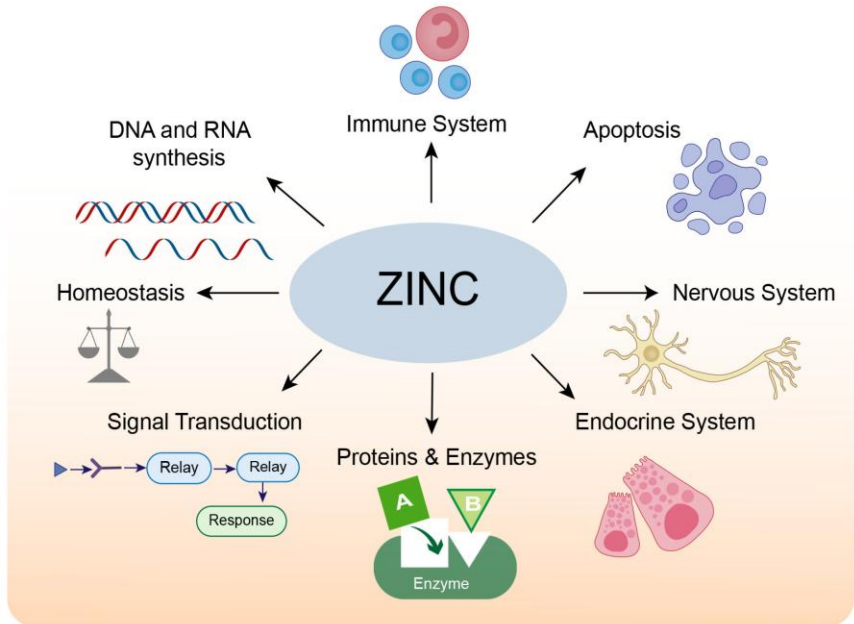 Immune System
DNA and RNA
synthesis
Apoptosis
ZINC
Homeostasis
Nervous System
Signal Transduction
Relay
Relay
Response
Proteins & Enzymes
A
B
Enzyme
Endocrine System